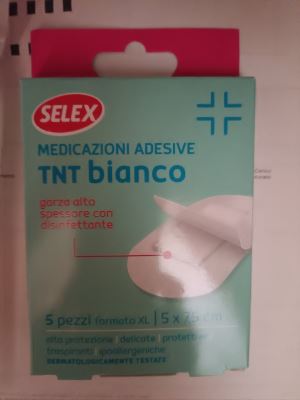 SELEX
MEDICAZIONI ADESIVE
TNT bianco
garza alto
spessore con
disinfettante
5 pezzi formato XL | 5 x 7,5 cm
alta protezione | delicate | protettive
traspiranti | ipoallergeniche
DERMATOLOGICAMENTE TESTATE